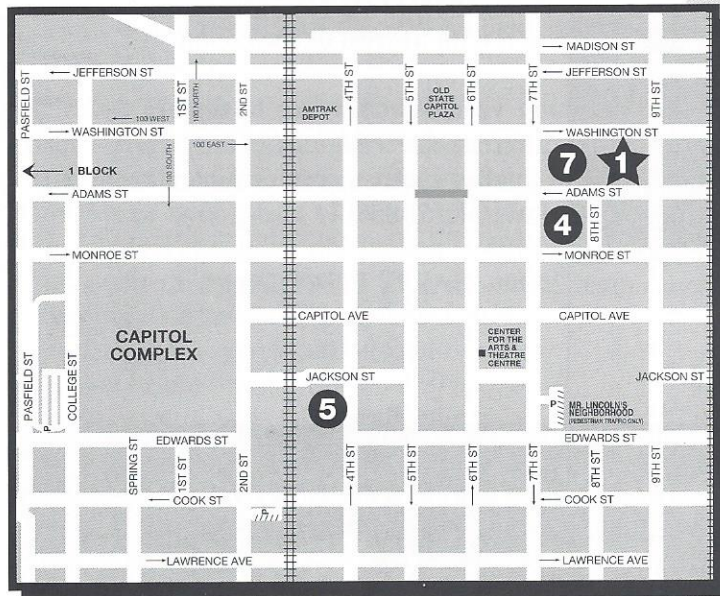 MADISON ST
JEFFERSON ST
JEFFERSON ST
PASFIELD ST
1ST ST
100 NORTH
2ND ST
AMTRAK
DEPOT
4TH ST
5TH ST
OLD
STATE
CAPITOL
PLAZA
6TH ST
7TH ST
9TH ST
100 WEST
WASHINGTON ST
100 EAST
WASHINGTON ST
1 BLOCK
100 SOUTH
7
1
ADAMS ST
ADAMS ST
4
8TH ST
MONROE ST
MONROE ST
CAPITOL AVE
CAPITOL AVE
CAPITOL
COMPLEX
CENTER
FOR THE
ARTS &
THEATRE
CENTRE
PASFIELD ST
COLLEGE ST
JACKSON ST
JACKSON ST
5
P
P
MR. LINCOLN'S
NEIGHBORHOOD
(PEDESTRIAN TRAFFIC ONLY)
EDWARDS ST
EDWARDS ST
SPRING ST
1ST ST
2ND ST
4TH ST
5TH ST
6TH ST
7TH ST
8TH ST
9TH ST
COOK ST
COOK ST
P
LAWRENCE AVE
LAWRENCE AVE